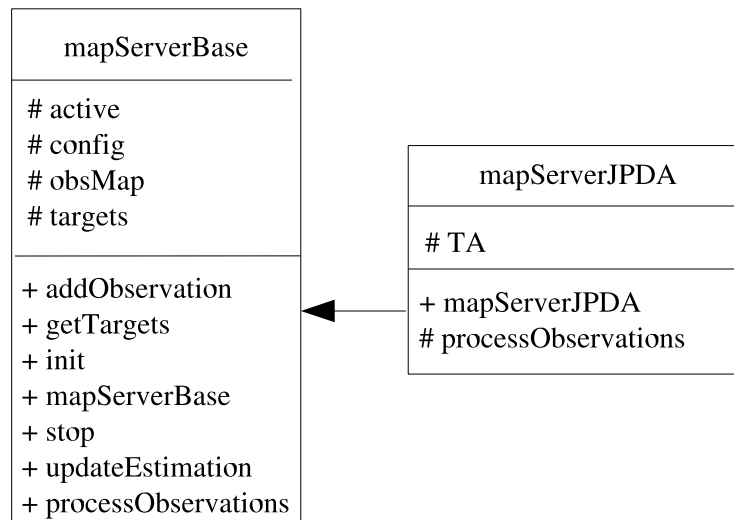 mapServerBase
# active
# config
# obsMap
# targets
+ addObservation
+ getTargets
+ init
+ mapServerBase
+ stop
+ updateEstimation
+ processObservations
mapServerJPDA
# TA
+ mapServerJPDA
# processObservations